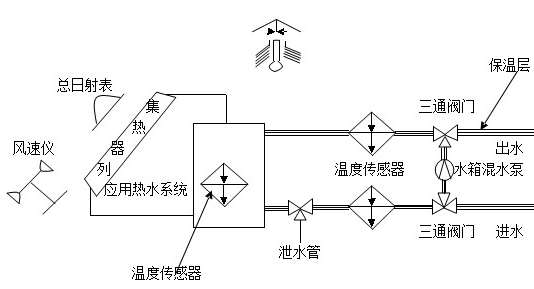 保温层
总日射表
集热器列
三通阀门
出水
风速仪
温度传感器
水箱混水泵
应用热水系统
三通阀门
进水
泄水管
温度传感器